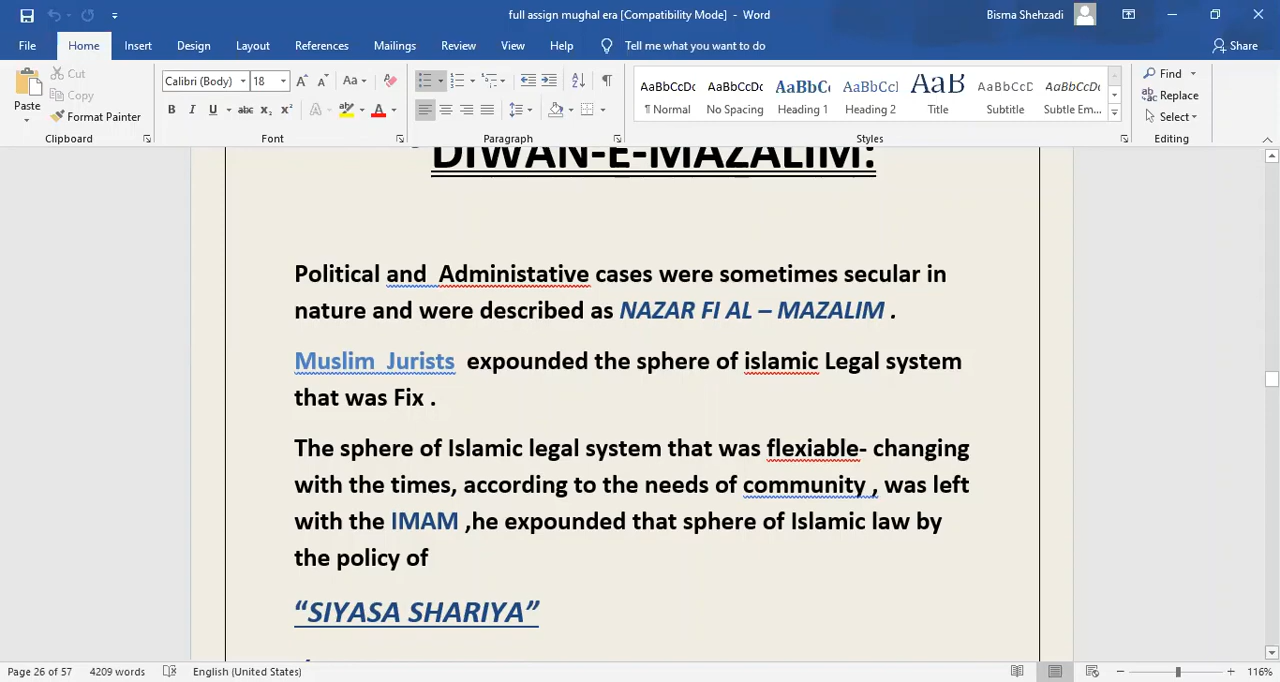 full assign mughal era [Compatibility Mode] - Word
Bisma Shehzadi
File Home Insert Design Layout References Mailings Review View Help Tell me what you want to do Share
Paste
Cut
Copy
Format Painter
Clipboard
Calibri (Body) 18
Font
Paragraph
AaBbCcDc AaBbCcDc AaBbC AaBbCcl AaB AaBbCcD AaBbCcDc
¶ Normal No Spacing Heading 1 Heading 2 Title Subtitle Subtle Em...
Styles
Find
Replace
Select
Editing
DIWAN-E-MAZALIM:
Political and Administative cases were sometimes secular in
nature and were described as NAZAR FI AL – MAZALIM .
Muslim Jurists expounded the sphere of islamic Legal system
that was Fix .
The sphere of Islamic legal system that was flexiable- changing
with the times, according to the needs of community , was left
with the IMAM ,he expounded that sphere of Islamic law by
the policy of
“SIYASA SHARIYA”
Page 26 of 57 4209 words English (United States) 116%